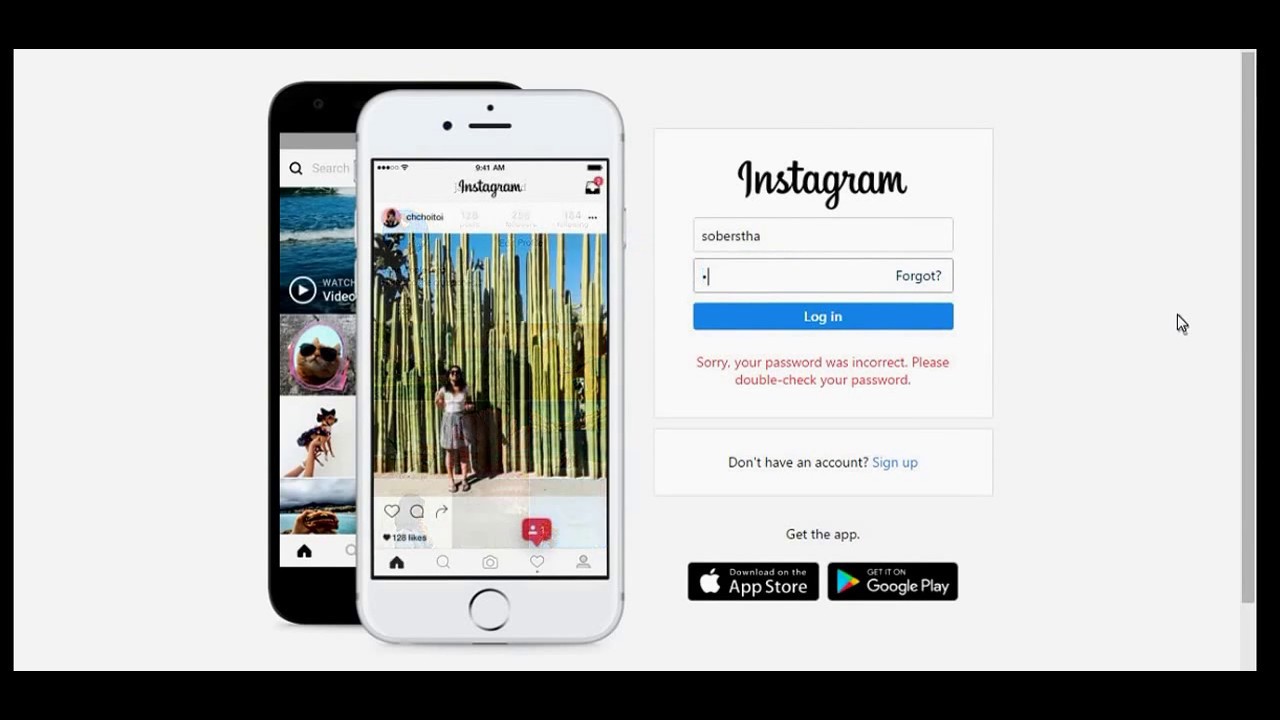 Search
WATCH
Video
9:41 AM
Instagram
chchoitoi
128 likes
1
Instagram
soberstha
Forgot?
Log in
Sorry, your password was incorrect. Please
double-check your password.
Don't have an account? Sign up
Get the app.
Download on the
App Store
GET IT ON
Google Play